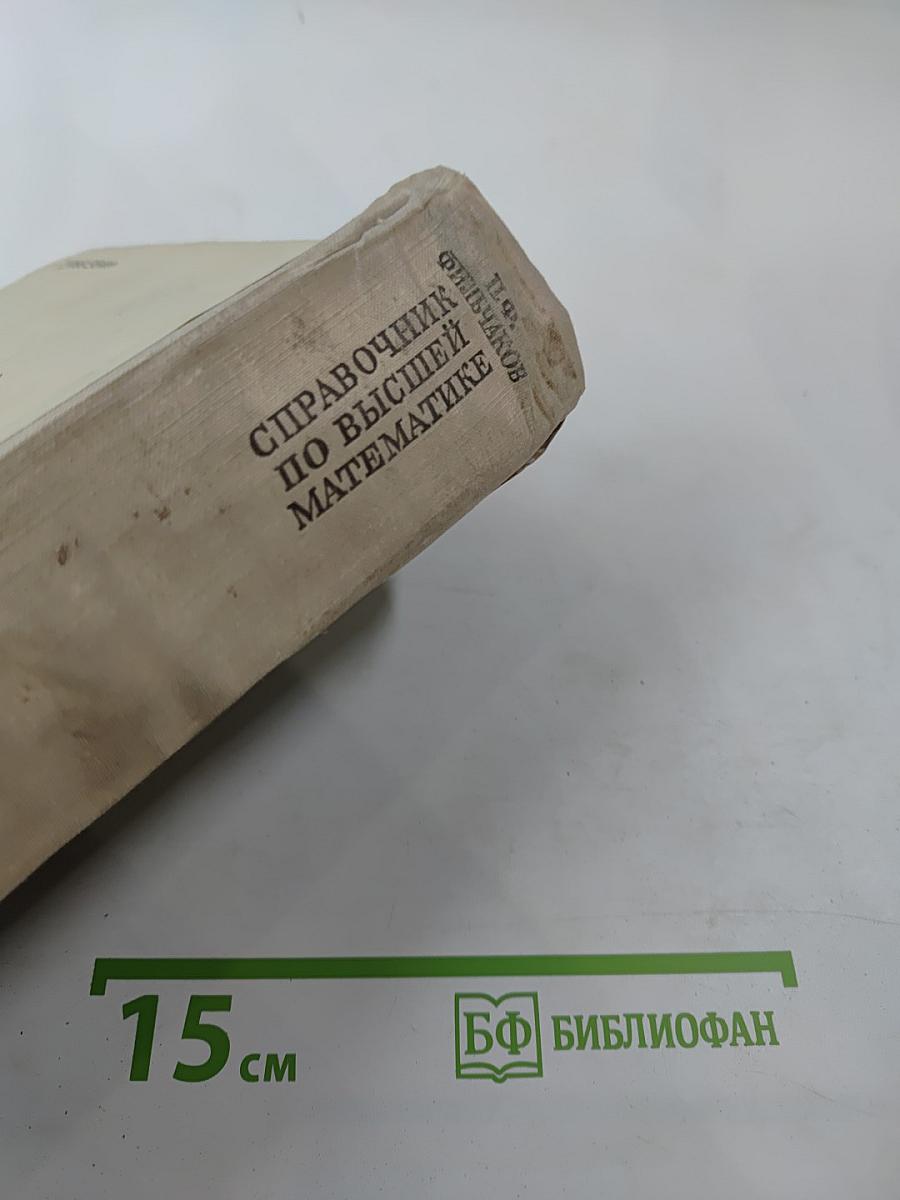 П. Ф.
ФИЛЬЧАКОВ
СПРАВОЧНИК
ПО ВЫСШЕЙ
МАТЕМАТИКЕ
15 см
БФ БИБЛИОФАН